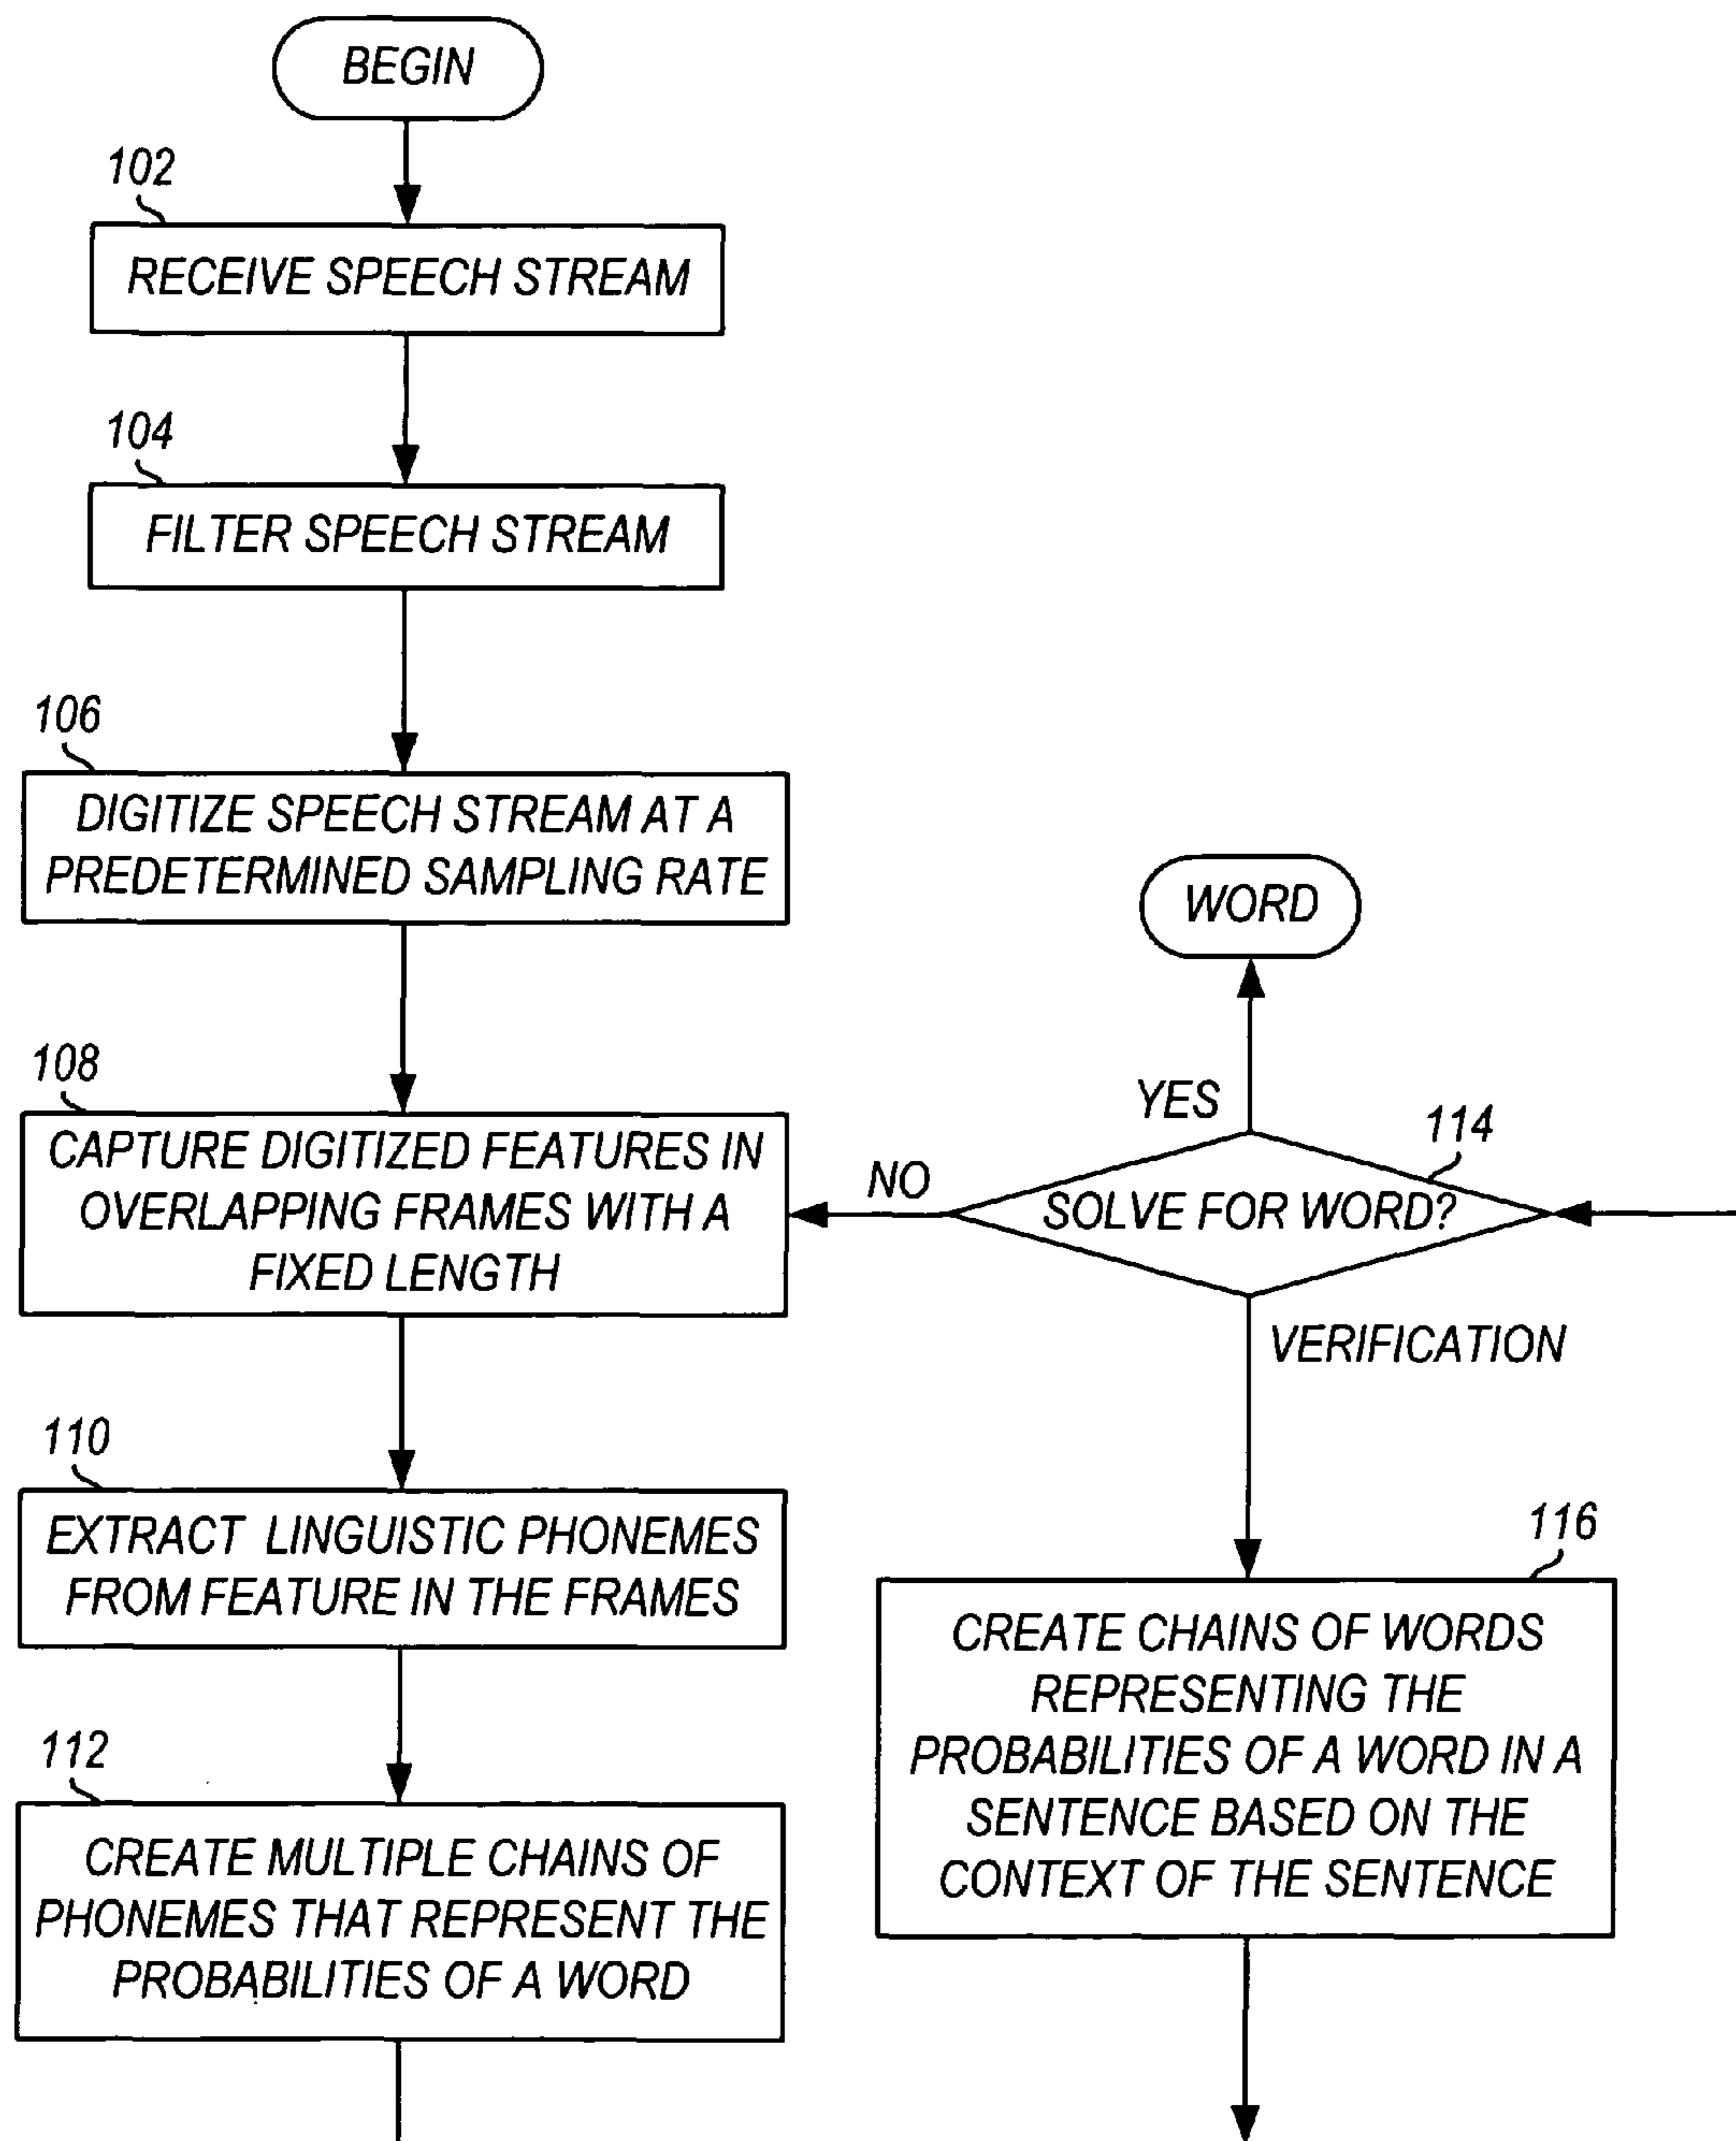 BEGIN
102
RECEIVE SPEECH STREAM
104
FILTER SPEECH STREAM
106
DIGITIZE SPEECH STREAM AT A
PREDETERMINED SAMPLING RATE
108
CAPTURE DIGITIZED FEATURES IN
OVERLAPPING FRAMES WITH A
FIXED LENGTH
110
EXTRACT LINGUISTIC PHONEMES
FROM FEATURE IN THE FRAMES
112
CREATE MULTIPLE CHAINS OF
PHONEMES THAT REPRESENT THE
PROBABILITIES OF A WORD
WORD
YES
114
NO
SOLVE FOR WORD?
VERIFICATION
116
CREATE CHAINS OF WORDS
REPRESENTING THE
PROBABILITIES OF A WORD IN A
SENTENCE BASED ON THE
CONTEXT OF THE SENTENCE